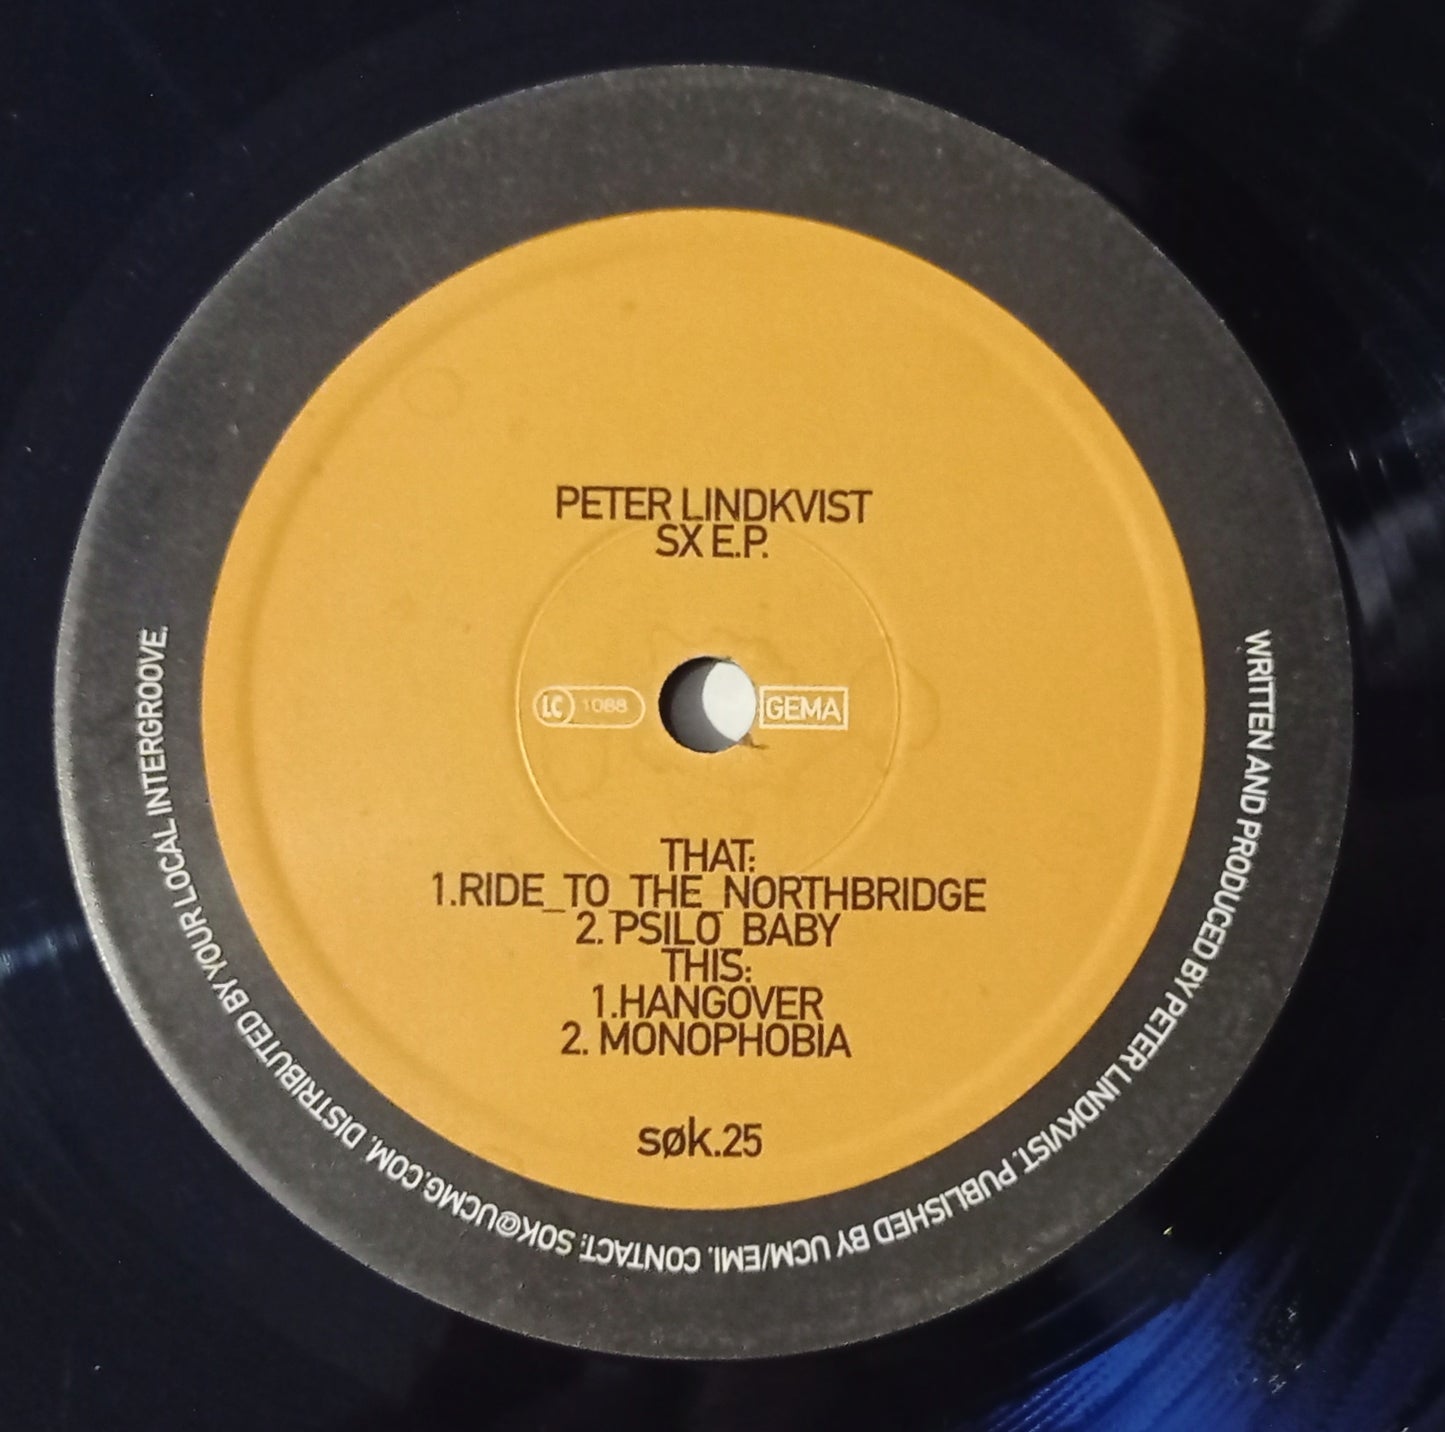 PETER LINDKVIST
SX E.P.
LC 1088
GEMA
THAT:
1.RIDE_TO_THE_NORTHBRIDGE
2. PSILO_BABY
THIS:
1.HANGOVER
2. MONOPHOBIA
søk.25
WRITTEN AND PRODUCED BY PETER LINDKVIST. PUBLISHED BY UCM/EMI. CONTACT: SOK@UCMG.COM. DISTRIBUTED BY YOUR LOCAL INTERGROOVE.